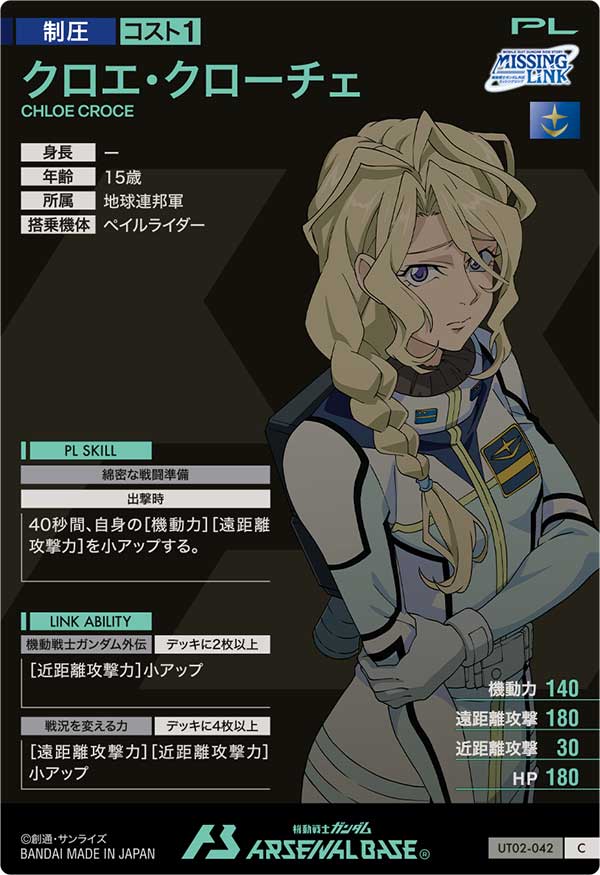 制圧 コスト1 PL
クロエ・クローチェ
CHLOE CROCE
MISSING LINK
身長 ー
年齢 15歳
所属 地球連邦軍
搭乗機体 ペイルライダー
PL SKILL
綿密な戦闘準備
出撃時
40秒間、自身の[機動力][遠距離
攻撃力]を小アップする。
LINK ABILITY
機動戦士ガンダム外伝 デッキに2枚以上
[近距離攻撃力]小アップ
戦況を変える力 デッキに4枚以上
[遠距離攻撃力][近距離攻撃力]
小アップ
機動力 140
遠距離攻撃 180
近距離攻撃 30
HP 180
©創通・サンライズ
BANDAI MADE IN JAPAN
機動戦士ガンダム
AB ARSENAL BASE®
UT02-042 C